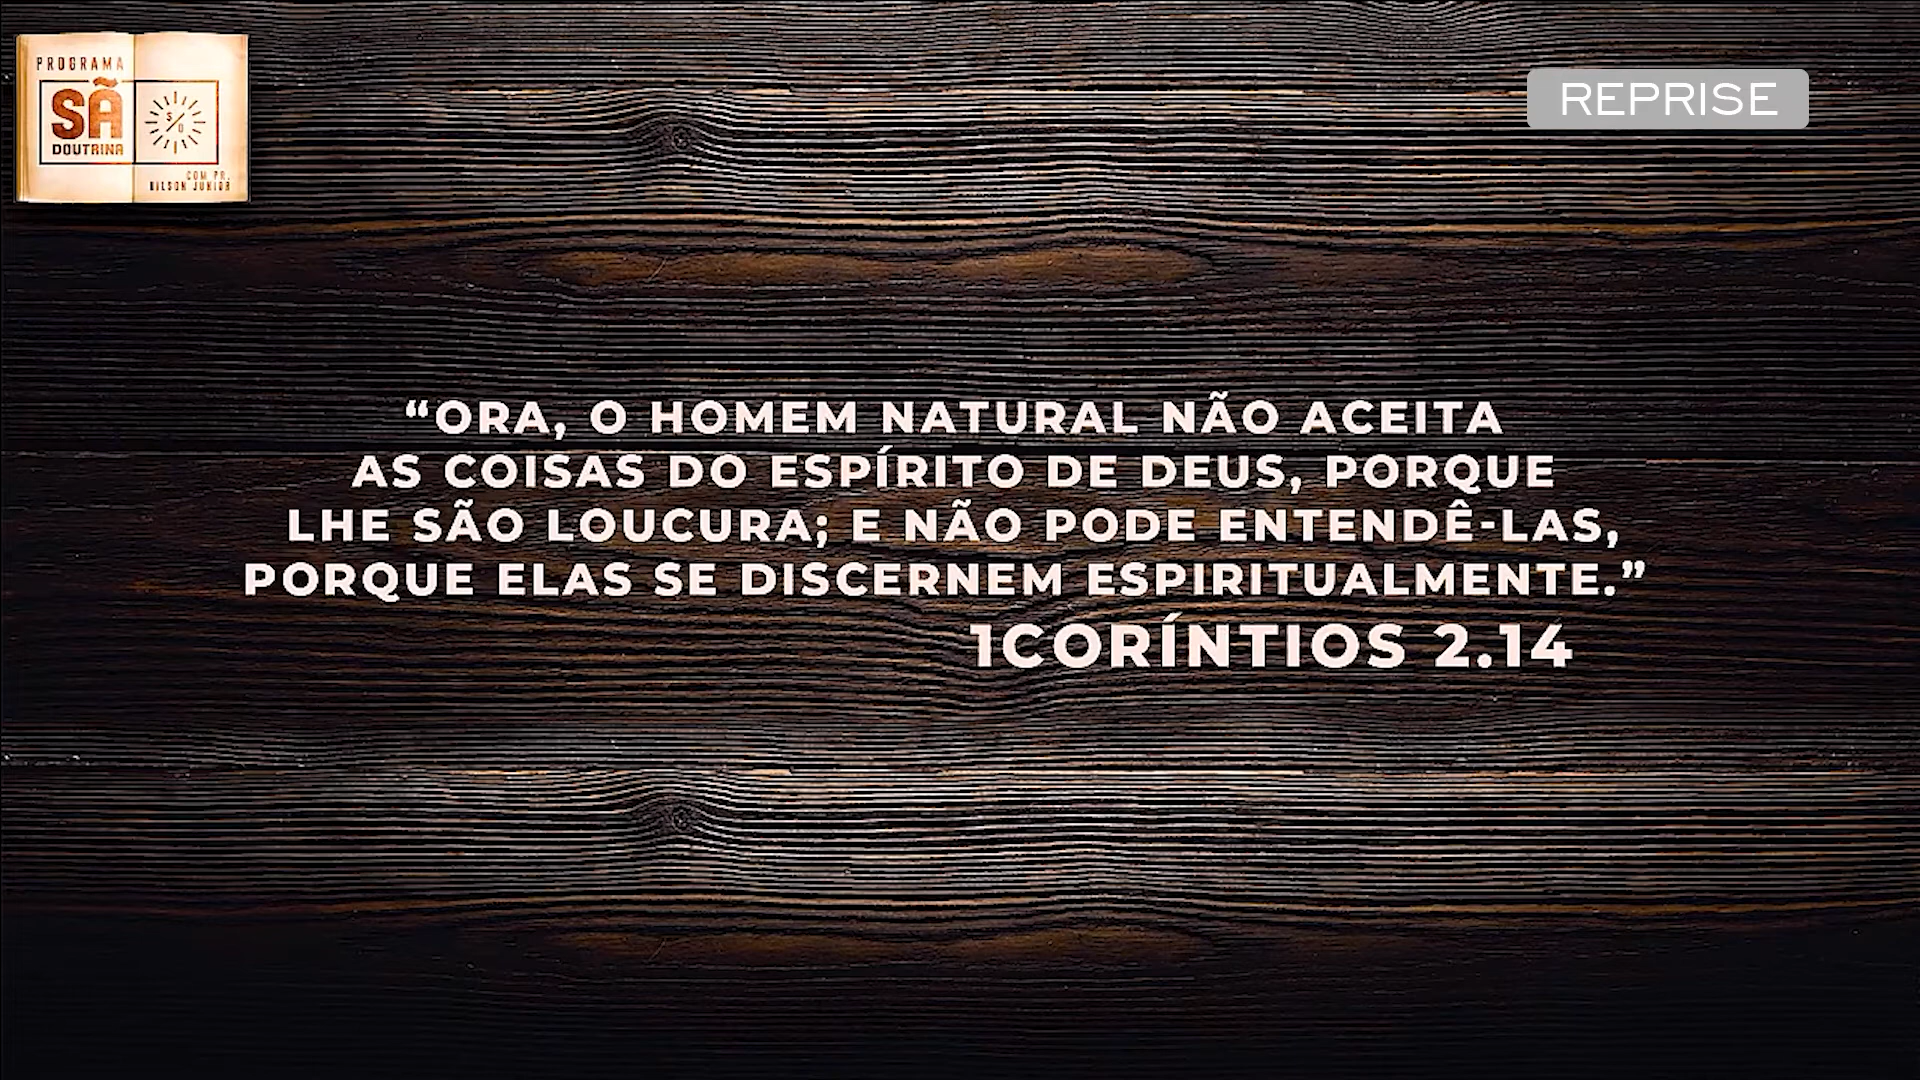 PROGRAMA
SÃ
DOUTRINA
COM PR.
GILSON JUNIOR
REPRISE
“ORA, O HOMEM NATURAL NÃO ACEITA
AS COISAS DO ESPÍRITO DE DEUS, PORQUE
LHE SÃO LOUCURA; E NÃO PODE ENTENDÊ-LAS,
PORQUE ELAS SE DISCERNEM ESPIRITUALMENTE.”
1CORÍNTIOS 2.14